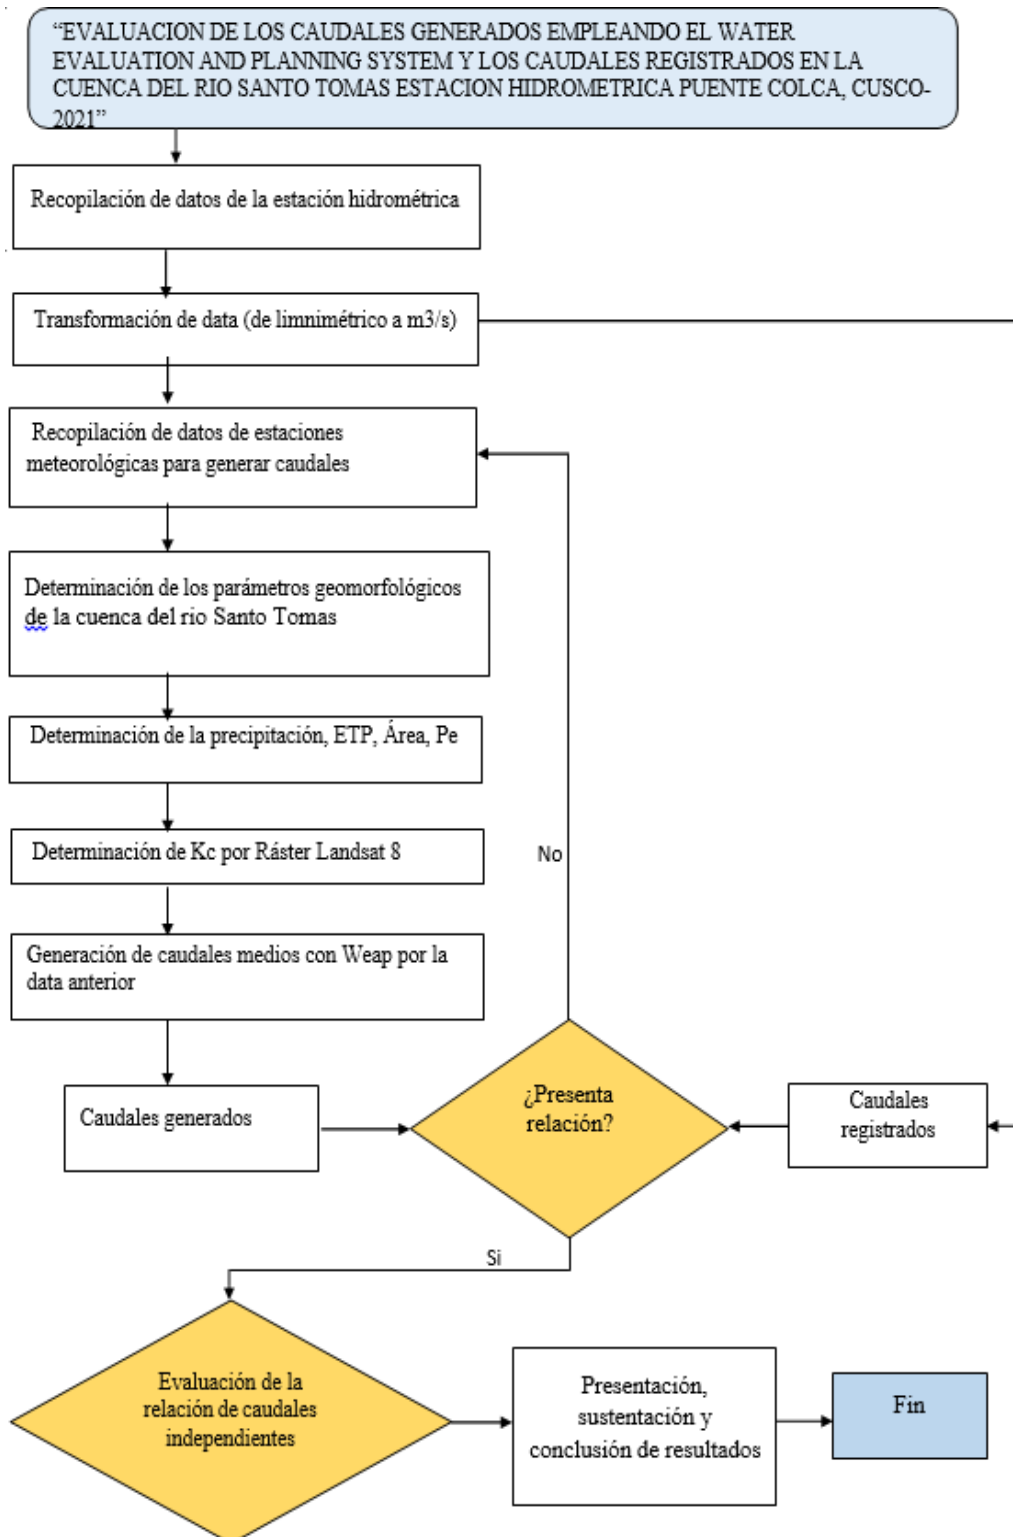 “EVALUACION DE LOS CAUDALES GENERADOS EMPLEANDO EL WATER
EVALUATION AND PLANNING SYSTEM Y LOS CAUDALES REGISTRADOS EN LA
CUENCA DEL RIO SANTO TOMAS ESTACION HIDROMETRICA PUENTE COLCA, CUSCO-
2021”
Recopilación de datos de la estación hidrométrica
Transformación de data (de limnimétrico a m3/s)
Recopilación de datos de estaciones
meteorológicas para generar caudales
Determinación de los parámetros geomorfológicos
de la cuenca del rio Santo Tomas
Determinación de la precipitación, ETP, Área, Pe
Determinación de Kc por Ráster Landsat 8
No
Generación de caudales medios con Weap por la
data anterior
Caudales generados
¿Presenta
relación?
Caudales
registrados
Si
Evaluación de la
relación de caudales
independientes
Presentación,
sustentación y
conclusión de resultados
Fin